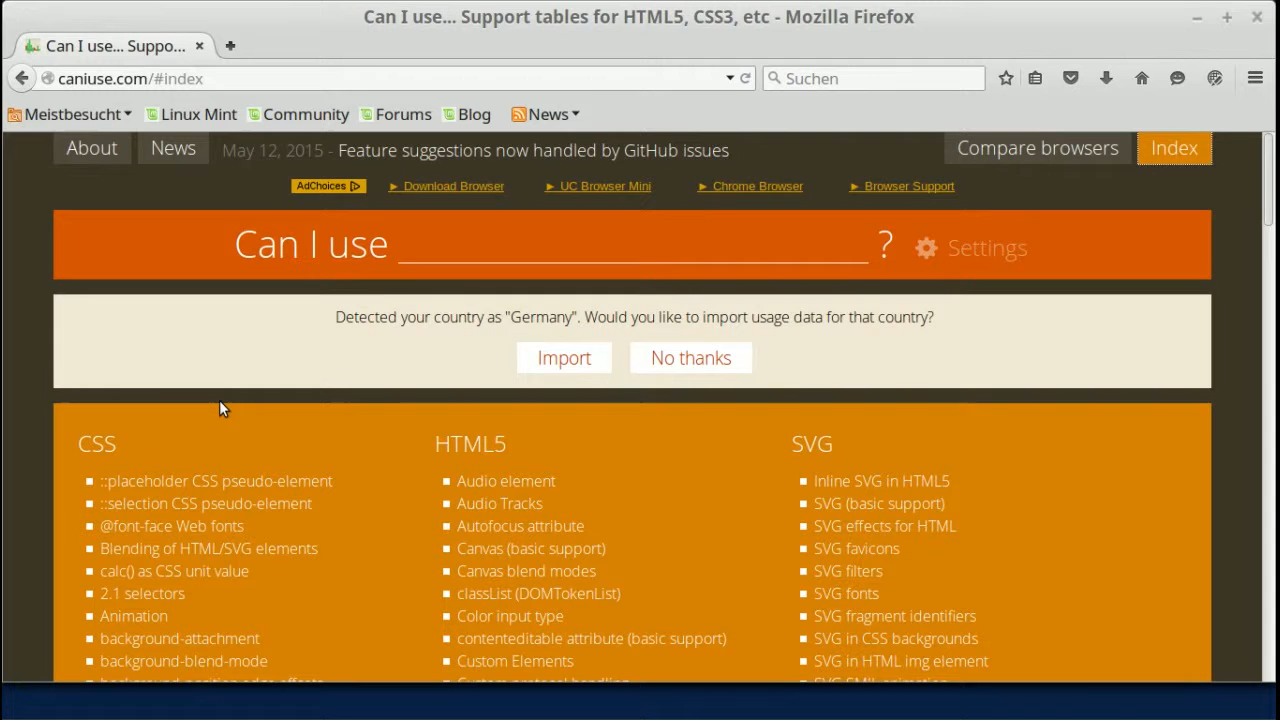 Can I use... Support tables for HTML5, CSS3, etc - Mozilla Firefox
Can I use... Suppo...
caniuse.com/#index
Suchen
Meistbesucht Linux Mint Community Forums Blog News
About News May 12, 2015 - Feature suggestions now handled by GitHub issues Compare browsers Index
AdChoices ► Download Browser ► UC Browser Mini ► Chrome Browser ► Browser Support
Can I use ? Settings
Detected your country as "Germany". Would you like to import usage data for that country?
Import No thanks
CSS
::placeholder CSS pseudo-element
::selection CSS pseudo-element
@font-face Web fonts
Blending of HTML/SVG elements
calc() as CSS unit value
2.1 selectors
Animation
background-attachment
background-blend-mode
HTML5
Audio element
Audio Tracks
Autofocus attribute
Canvas (basic support)
Canvas blend modes
classList (DOMTokenList)
Color input type
contenteditable attribute (basic support)
Custom Elements
SVG
Inline SVG in HTML5
SVG (basic support)
SVG effects for HTML
SVG favicons
SVG filters
SVG fonts
SVG fragment identifiers
SVG in CSS backgrounds
SVG in HTML img element